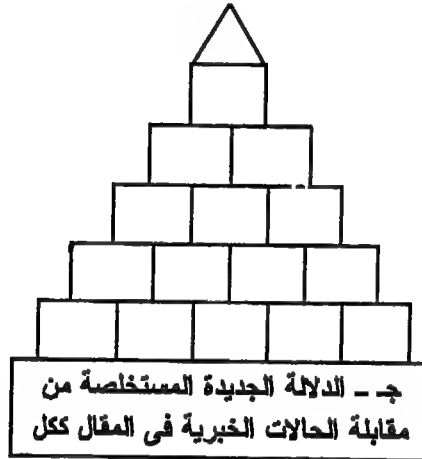 جـ - الدلالة الجديدة المستخلصة من
مقابلة الحالات الخبرية فى المقال ككل